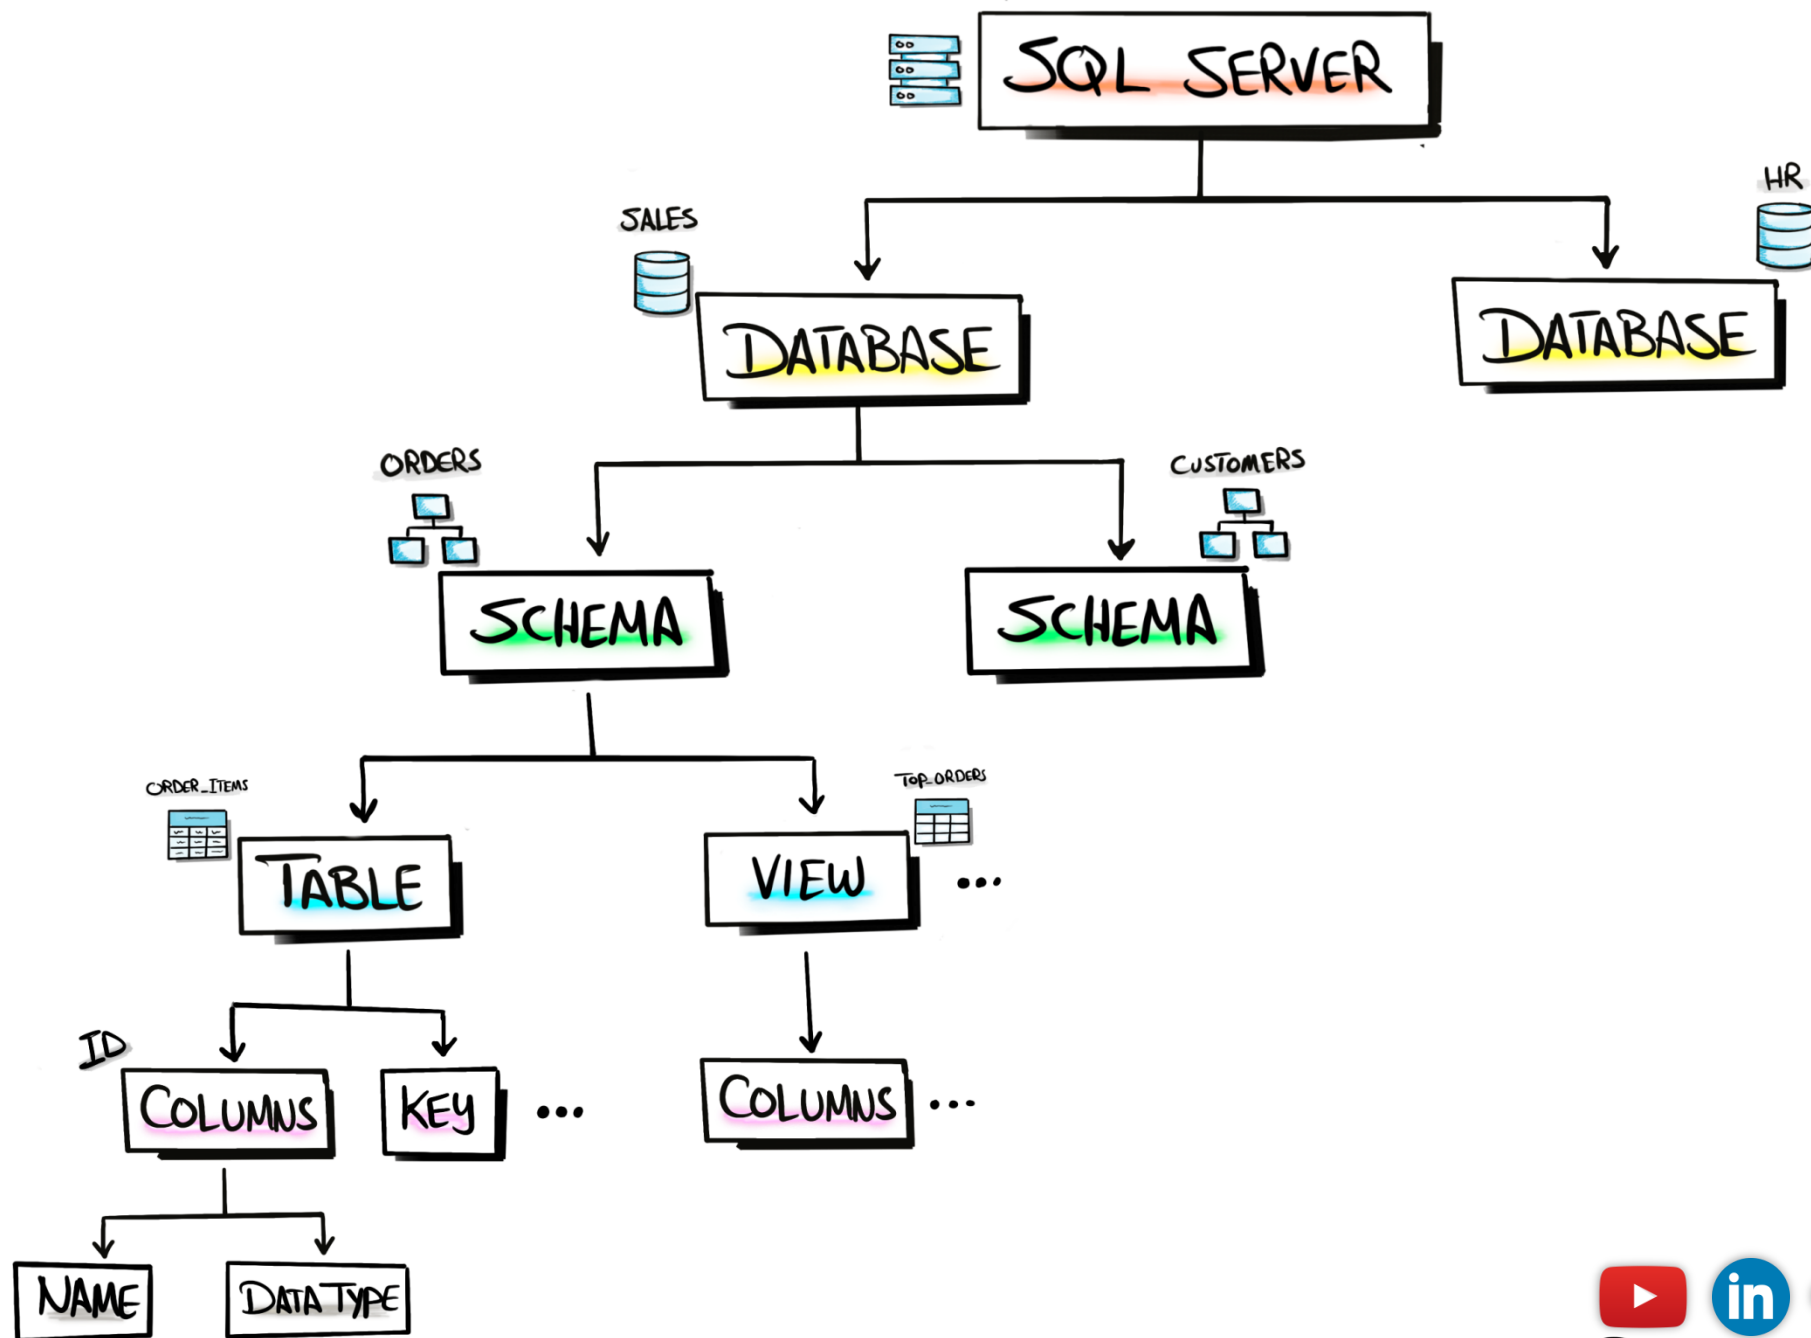 SQL SERVER
HR
SALES
DATABASE
DATABASE
ORDERS
CUSTOMERS
SCHEMA
SCHEMA
ORDER_ITEMS
TOP_ORDERS
TABLE
VIEW
...
ID
COLUMNS
KEY
...
COLUMNS
...
NAME
DATA TYPE
in